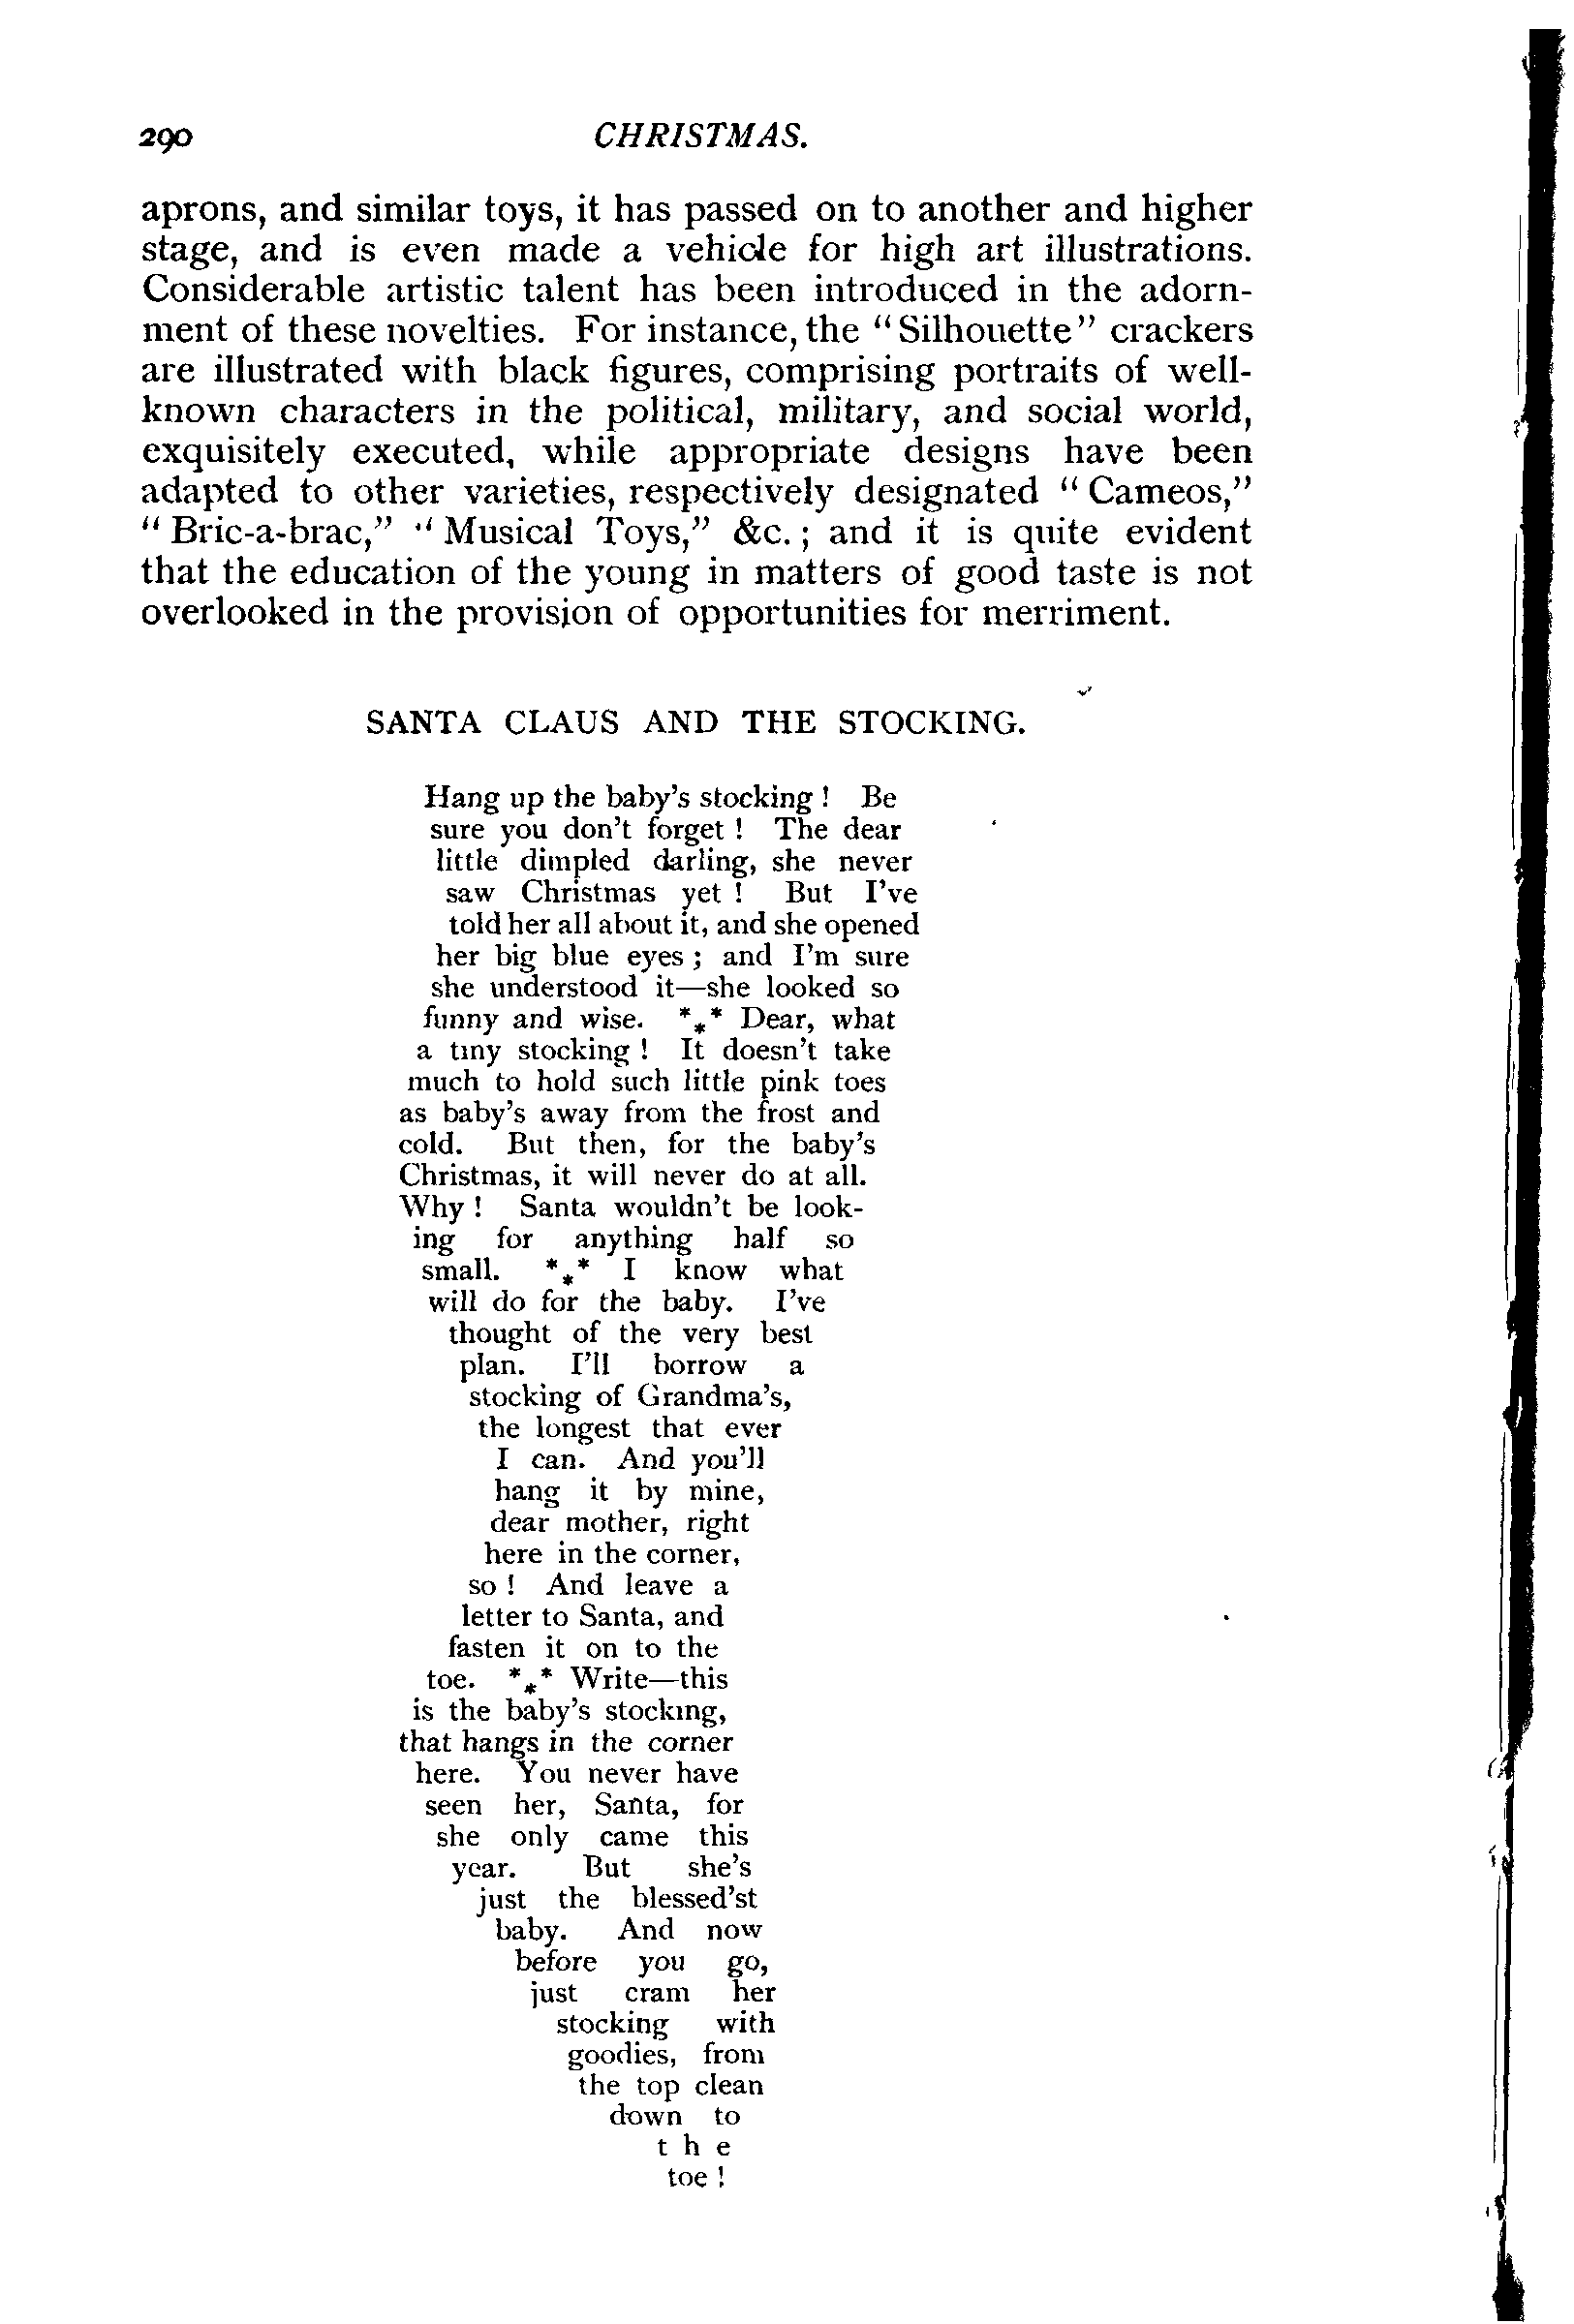 290 CHRISTMAS.
aprons, and similar toys, it has passed on to another and higher
stage, and is even made a vehicle for high art illustrations.
Considerable artistic talent has been introduced in the adorn-
ment of these novelties. For instance, the “Silhouette” crackers
are illustrated with black figures, comprising portraits of well-
known characters in the political, military, and social world,
exquisitely executed, while appropriate designs have been
adapted to other varieties, respectively designated “Cameos,”
“Bric-a-brac,” “Musical Toys,” &c.; and it is quite evident
that the education of the young in matters of good taste is not
overlooked in the provision of opportunities for merriment.
SANTA CLAUS AND THE STOCKING.
Hang up the baby’s stocking! Be
sure you don’t forget! The dear
little dimpled darling, she never
saw Christmas yet! But I’ve
told her all about it, and she opened
her big blue eyes; and I’m sure
she understood it—she looked so
funny and wise. *⁎* Dear, what
a tiny stocking! It doesn’t take
much to hold such little pink toes
as baby’s away from the frost and
cold. But then, for the baby’s
Christmas, it will never do at all.
Why! Santa wouldn’t be look-
ing for anything half so
small. *⁎* I know what
will do for the baby. I’ve
thought of the very best
plan. I’ll borrow a
stocking of Grandma’s,
the longest that ever
I can. And you’ll
hang it by mine,
dear mother, right
here in the corner,
so! And leave a
letter to Santa, and
fasten it on to the
toe. *⁎* Write—this
is the baby’s stocking,
that hangs in the corner
here. You never have
seen her, Santa, for
she only came this
year. But she’s
just the blessed’st
baby. And now
before you go,
just cram her
stocking with
goodies, from
the top clean
down to
t h e
toe!